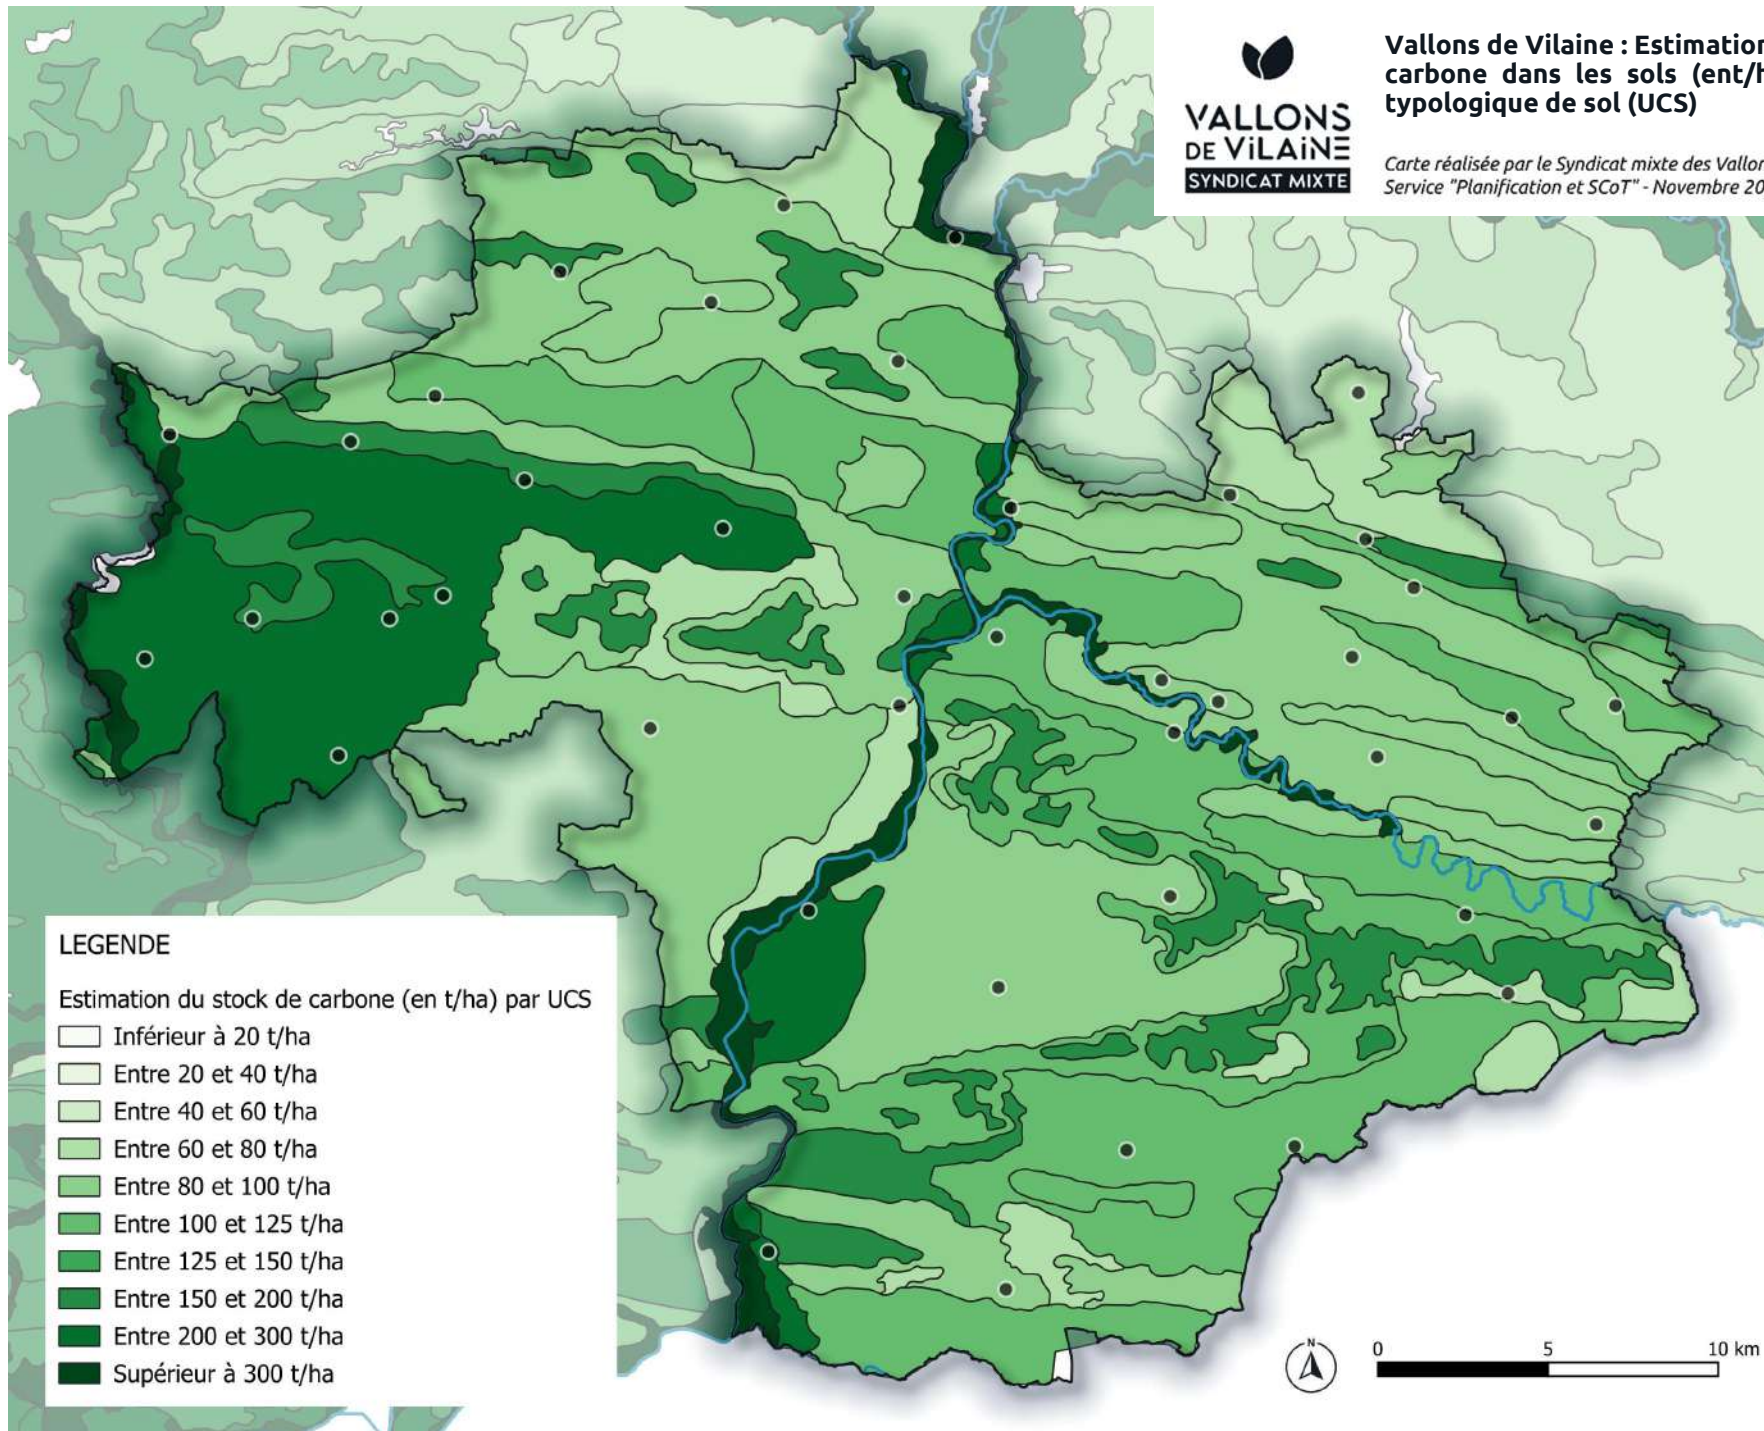 VALLONS
DE ViLAiNE
SYNDICAT MIXTE
Vallons de Vilaine : Estimation
carbone dans les sols (ent/h
typologique de sol (UCS)
Carte réalisée par le Syndicat mixte des Vallon
Service "Planification et SCoT" - Novembre 20
LEGENDE
Estimation du stock de carbone (en t/ha) par UCS
Inférieur à 20 t/ha
Entre 20 et 40 t/ha
Entre 40 et 60 t/ha
Entre 60 et 80 t/ha
Entre 80 et 100 t/ha
Entre 100 et 125 t/ha
Entre 125 et 150 t/ha
Entre 150 et 200 t/ha
Entre 200 et 300 t/ha
Supérieur à 300 t/ha
N
0 5 10 km